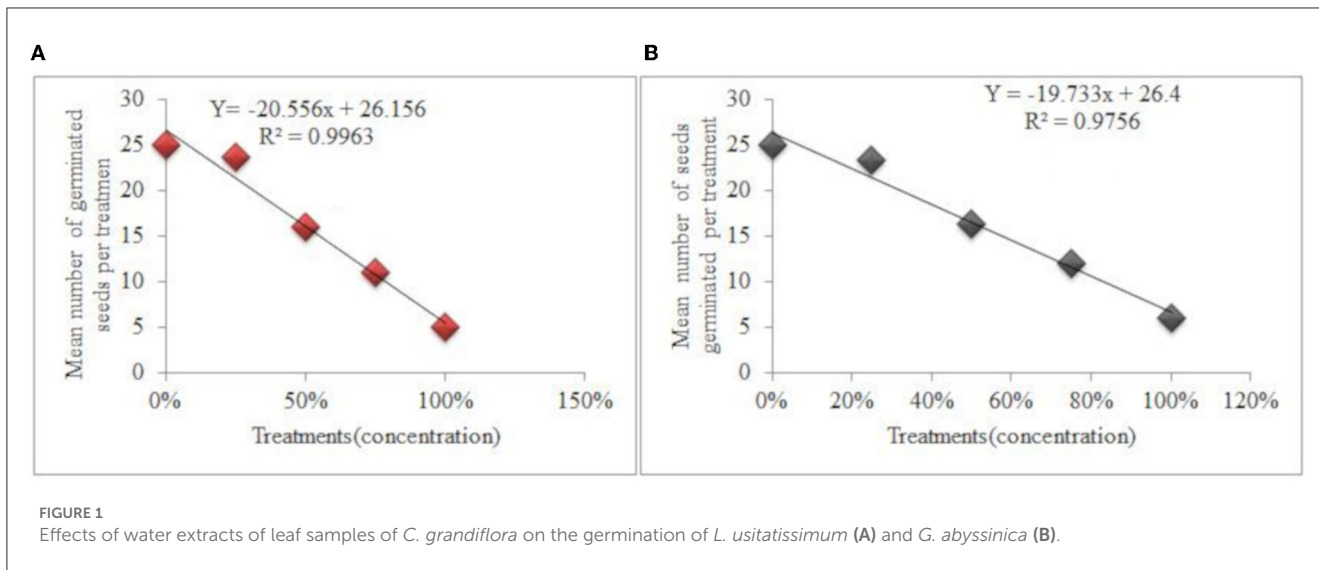 A
B
Y= -20.556x + 26.156
R² = 0.9963
Mean number of germinated
seeds per treatmen
30
25
20
15
10
5
0
0%
50%
100%
150%
Treatments(concentration)
Y = -19.733x + 26.4
R² = 0.9756
Mean number of seeds
germinated per treatment
30
25
20
15
10
5
0
0%
20%
40%
60%
80%
100%
120%
Treatments(concentration)
FIGURE 1
Effects of water extracts of leaf samples of C. grandiflora on the germination of L. usitatissimum (A) and G. abyssinica (B).